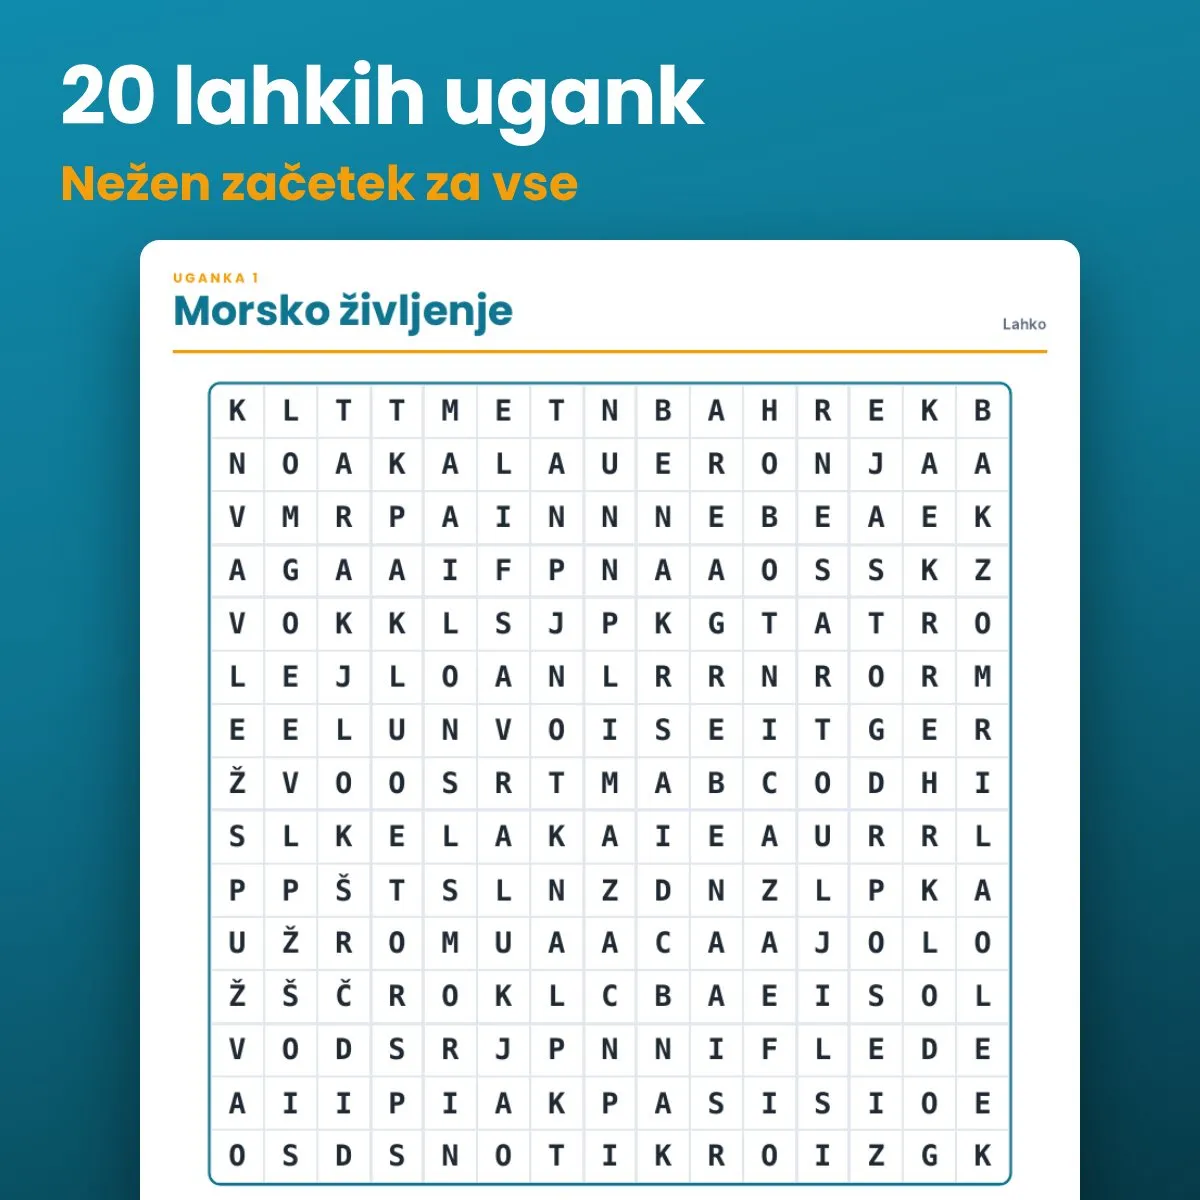 20 lahkih ugank
Nežen začetek za vse
UGANKA 1
Morsko življenje
Lahko
K L T T M E T N B A H R E K B
N O A K A L A U E R O N J A A
V M R P A I N N N E B E A E K
A G A A I F P N A A O S S K Z
V O K K L S J P K G T A T R O
L E J L O A N L R R N R O R M
E E L U N V O I S E I T G E R
Ž V O O S R T M A B C O D H I
S L K E L A K A I E A U R R L
P P Š T S L N Z D N Z L P K A
U Ž R O M U A A C A A J O L O
Ž Š Č R O K L C B A E I S O L
V O D S R J P N N I F L E D E
A I I P I A K P A S I S I O E
O S D S N O T I K R O I Z G K